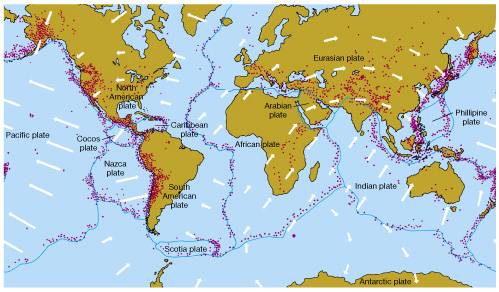 Eurasian plate
North
American
plate
Arabian
plate
Phillipine
plate
Caribbean
plate
Pacific plate
Cocos
plate
African plate
Nazca
plate
South
American
plate
Indian plate
Scotia plate
Antarctic plate